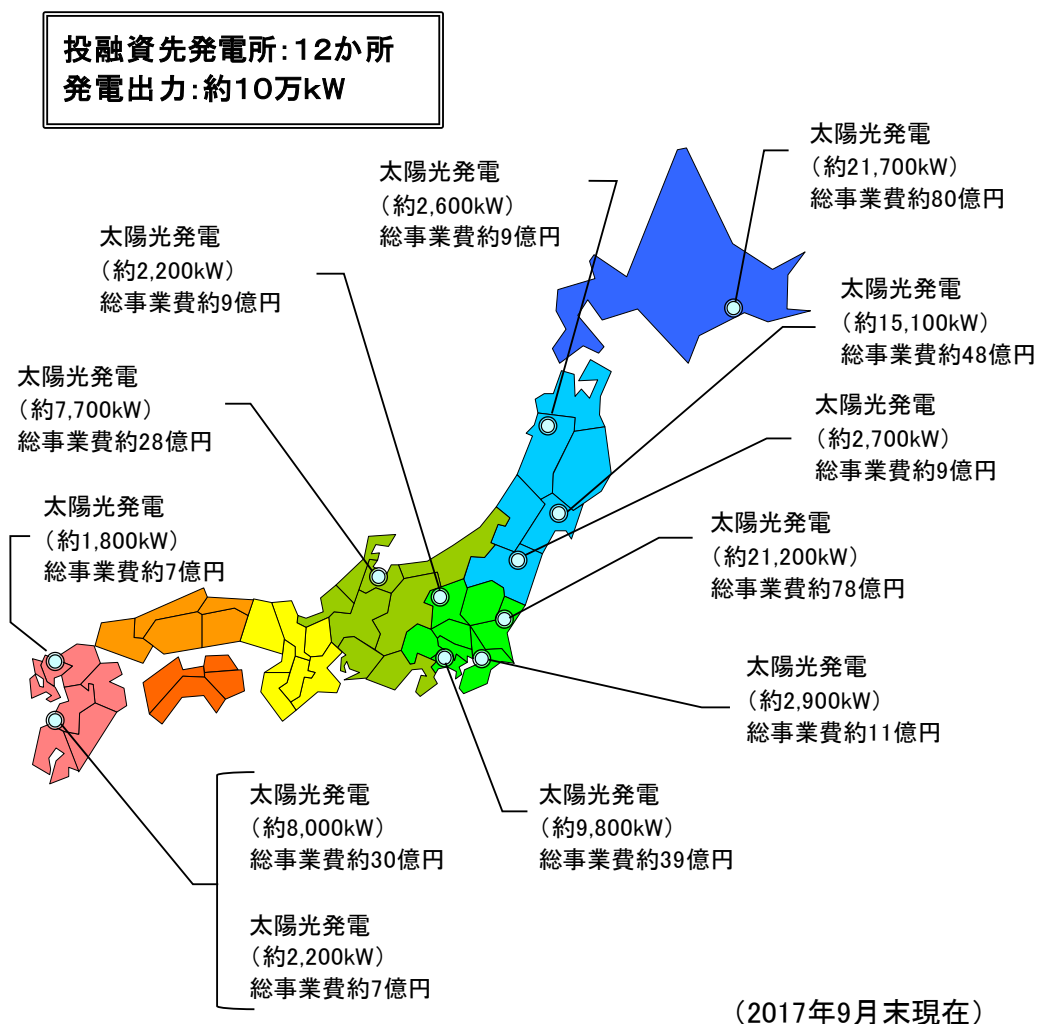 投融資先発電所:12か所
発電出力:約10万kW
太陽光発電
(約21,700kW)
総事業費約80億円
太陽光発電
(約2,600kW)
総事業費約9億円
太陽光発電
(約2,200kW)
総事業費約9億円
太陽光発電
(約15,100kW)
総事業費約48億円
太陽光発電
(約7,700kW)
総事業費約28億円
太陽光発電
(約2,700kW)
総事業費約9億円
太陽光発電
(約1,800kW)
総事業費約7億円
太陽光発電
(約21,200kW)
総事業費約78億円
太陽光発電
(約2,900kW)
総事業費約11億円
太陽光発電
(約8,000kW)
総事業費約30億円
太陽光発電
(約9,800kW)
総事業費約39億円
太陽光発電
(約2,200kW)
総事業費約7億円
(2017年9月末現在)